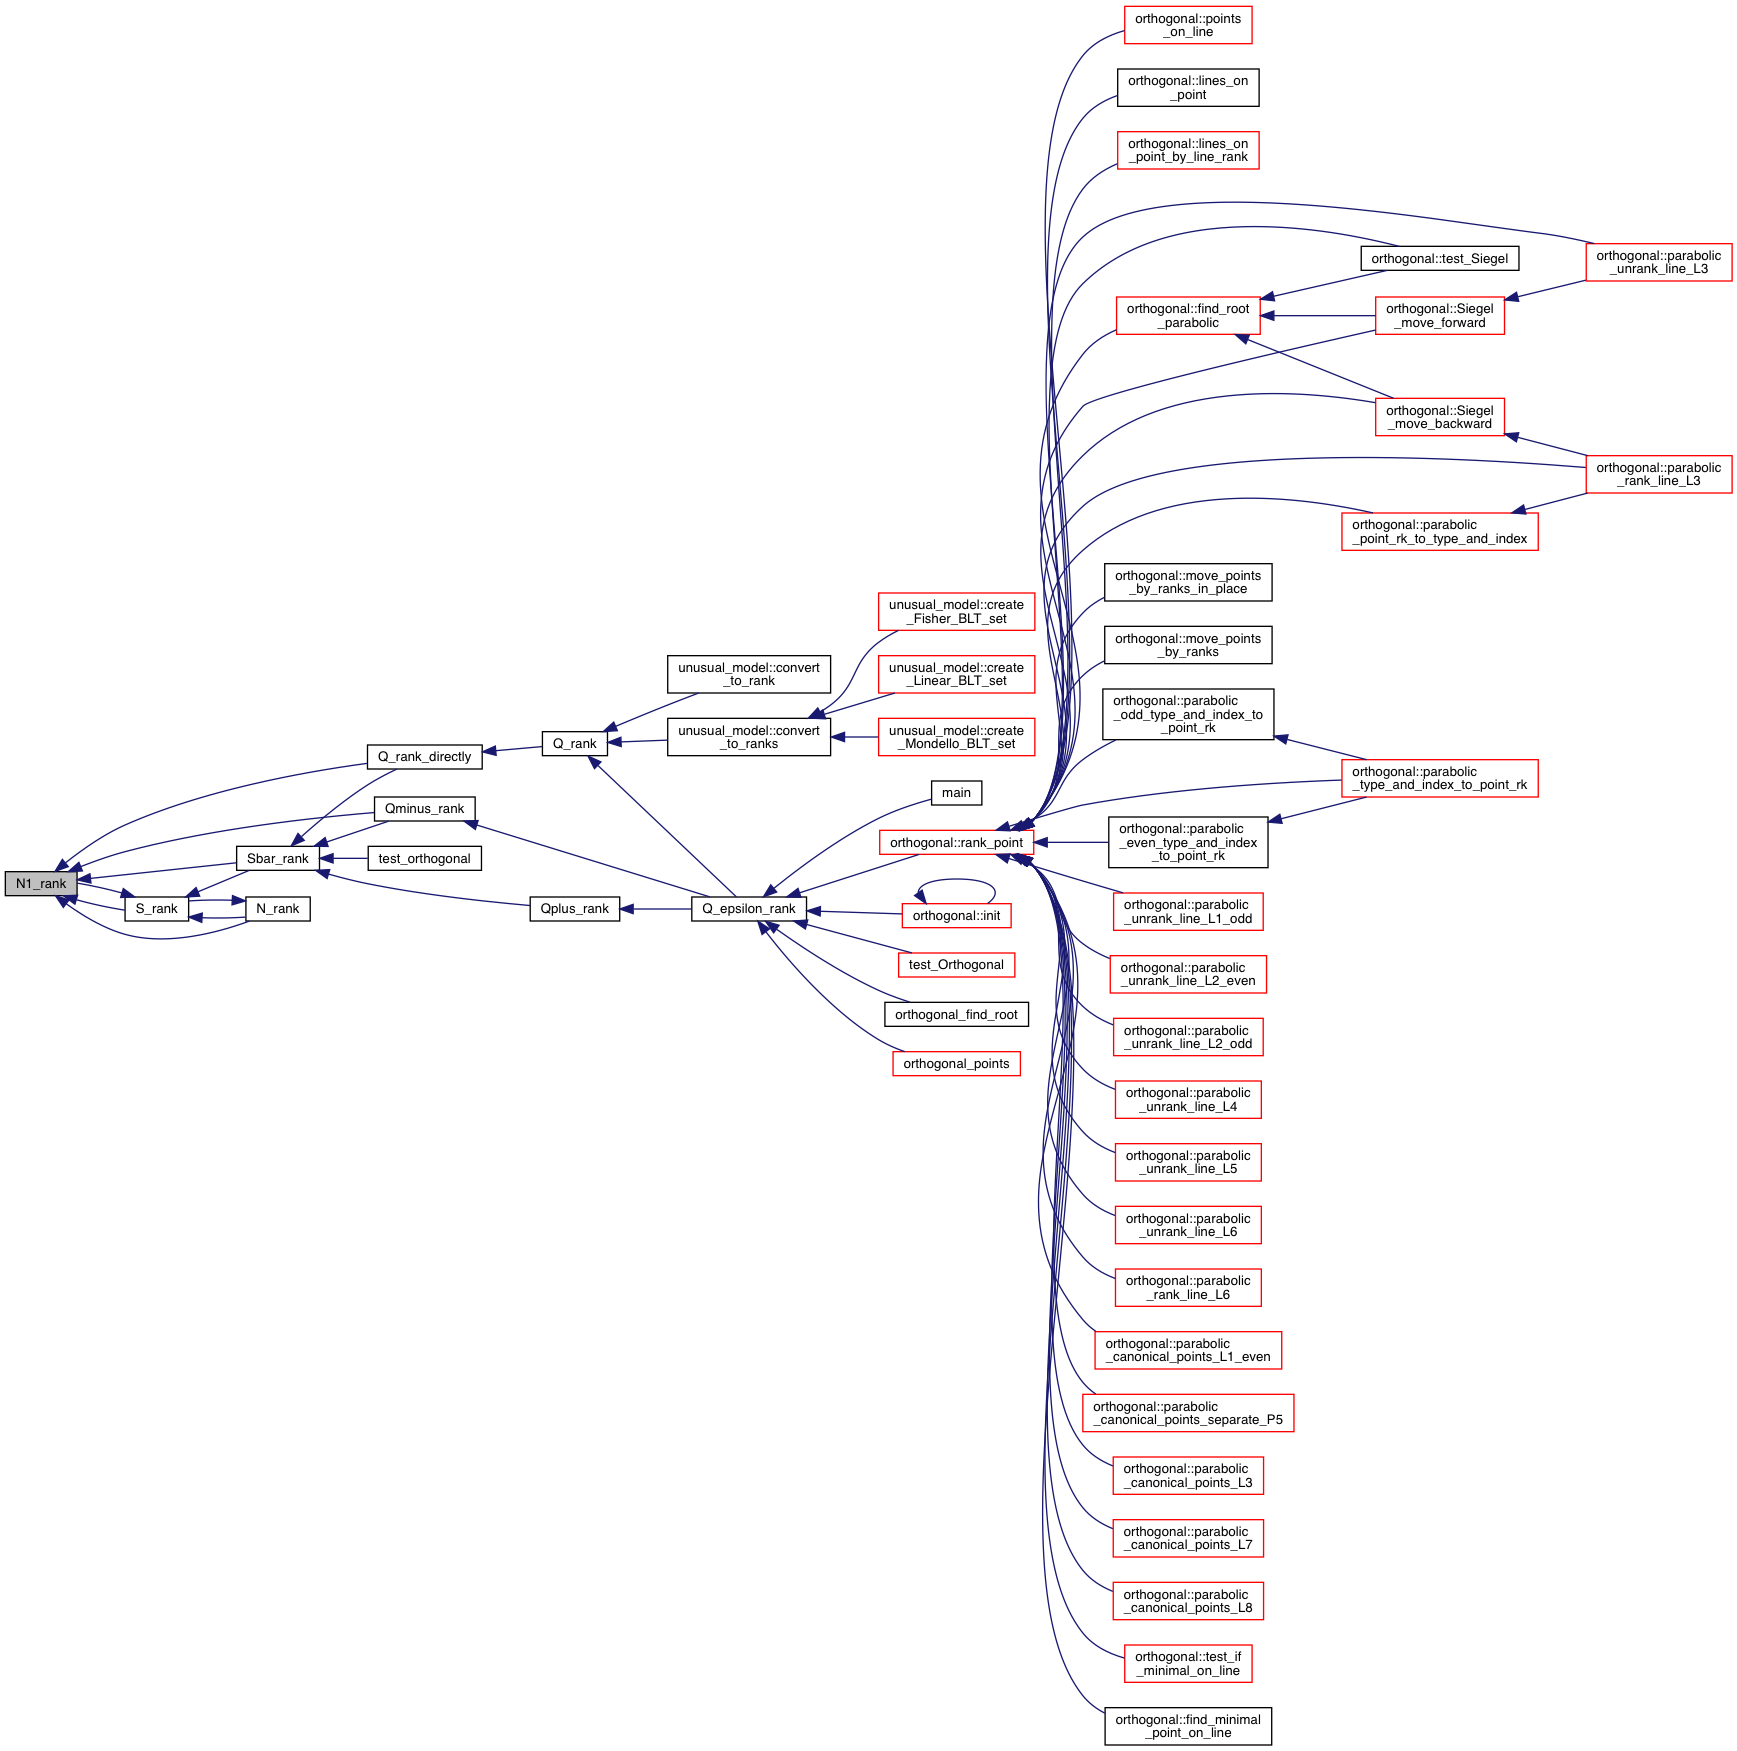 orthogonal::points
_on_line
orthogonal::lines_on
_point
orthogonal::lines_on
_point_by_line_rank
orthogonal::test_Siegel
orthogonal::parabolic
_unrank_line_L3
orthogonal::find_root
_parabolic
orthogonal::Siegel
_move_forward
orthogonal::Siegel
_move_backward
orthogonal::parabolic
_rank_line_L3
orthogonal::parabolic
_point_rk_to_type_and_index
orthogonal::move_points
_by_ranks_in_place
unusual_model::create
_Fisher_BLT_set
orthogonal::move_points
_by_ranks
unusual_model::convert
_to_rank
unusual_model::create
_Linear_BLT_set
orthogonal::parabolic
_odd_type_and_index_to
_point_rk
unusual_model::convert
_to_ranks
unusual_model::create
_Mondello_BLT_set
Q_rank
Q_rank_directly
orthogonal::parabolic
_type_and_index_to_point_rk
main
Qminus_rank
orthogonal::rank_point
orthogonal::parabolic
_even_type_and_index
_to_point_rk
Sbar_rank
test_orthogonal
N1_rank
S_rank
N_rank
Qplus_rank
Q_epsilon_rank
orthogonal::init
orthogonal::parabolic
_unrank_line_L1_odd
test_Orthogonal
orthogonal::parabolic
_unrank_line_L2_even
orthogonal_find_root
orthogonal::parabolic
_unrank_line_L2_odd
orthogonal_points
orthogonal::parabolic
_unrank_line_L4
orthogonal::parabolic
_unrank_line_L5
orthogonal::parabolic
_unrank_line_L6
orthogonal::parabolic
_rank_line_L6
orthogonal::parabolic
_canonical_points_L1_even
orthogonal::parabolic
_canonical_points_separate_P5
orthogonal::parabolic
_canonical_points_L3
orthogonal::parabolic
_canonical_points_L7
orthogonal::parabolic
_canonical_points_L8
orthogonal::test_if
_minimal_on_line
orthogonal::find_minimal
_point_on_line